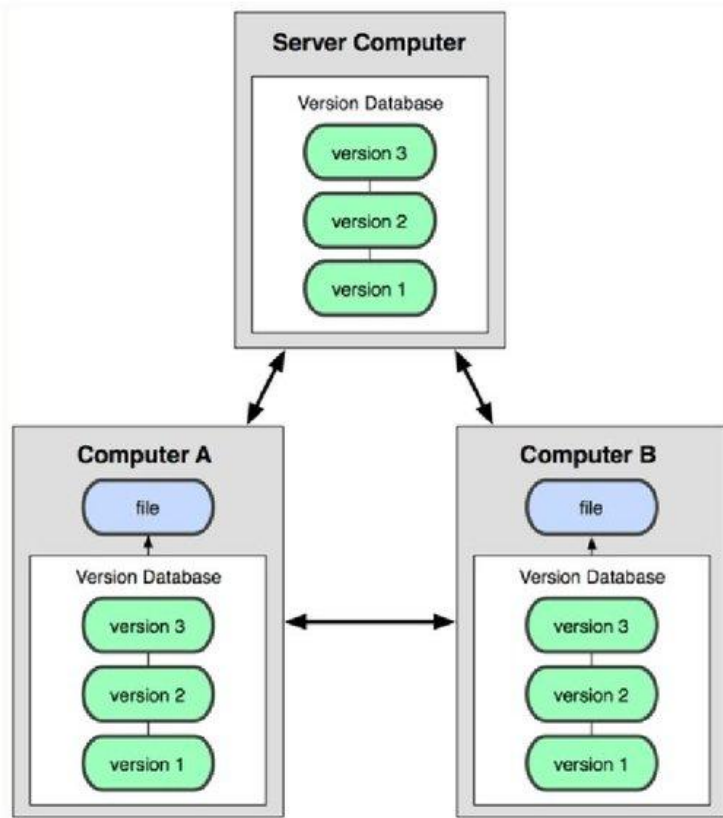 Server Computer
Version Database
version 3
version 2
version 1
Computer A
file
Version Database
version 3
version 2
version 1
Computer B
file
Version Database
version 3
version 2
version 1